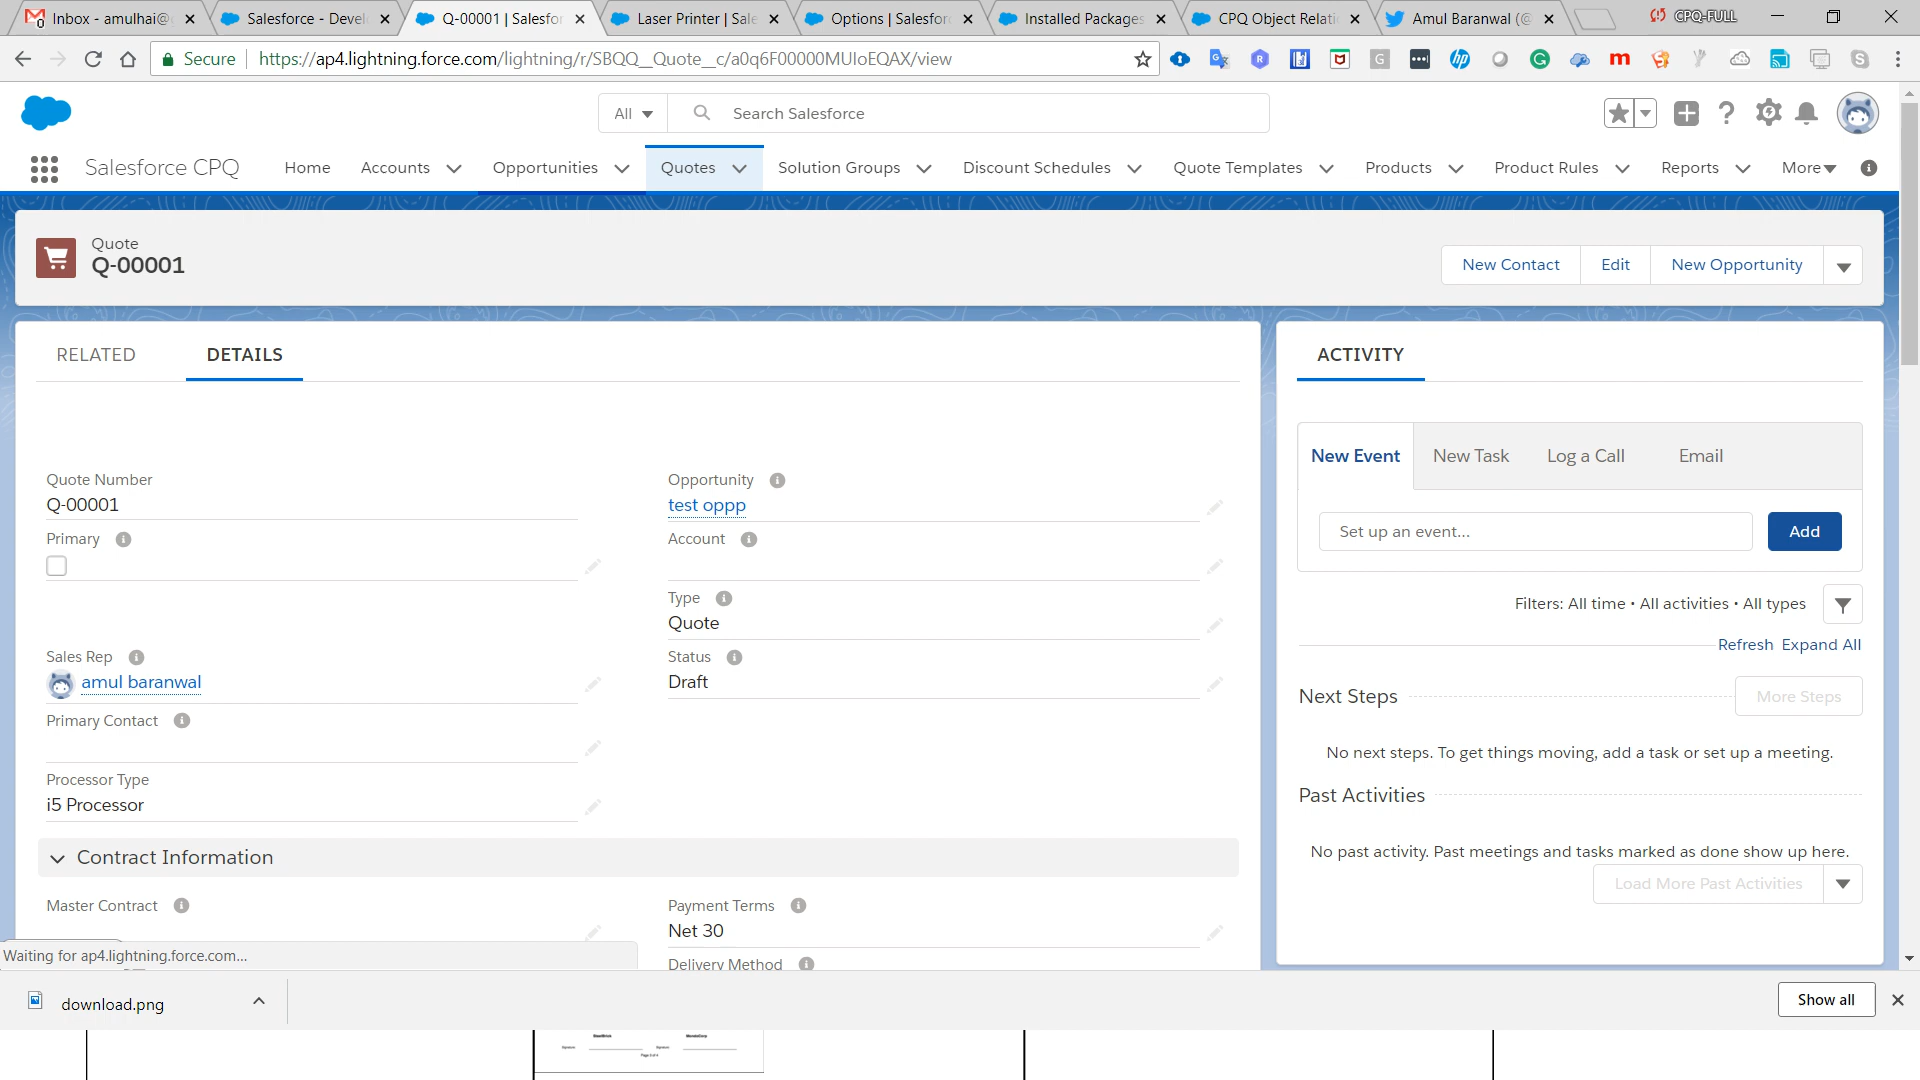 Inbox - amulhai@
Salesforce - Devel
Q-00001 | Salesfor
Laser Printer | Sale
Options | Salesforc
Installed Packages
CPQ Object Relati
Amul Baranwal (@
CPQ-FULL
Secure
https://ap4.lightning.force.com/lightning/r/SBQQ__Quote__c/a0q6F00000MUIoEQAX/view
All
Search Salesforce
Salesforce CPQ
Home
Accounts
Opportunities
Quotes
Solution Groups
Discount Schedules
Quote Templates
Products
Product Rules
Reports
More
Quote
Q-00001
New Contact
Edit
New Opportunity
RELATED
DETAILS
Quote Number
Q-00001
Opportunity
test oppp
Primary
Account
Type
Quote
Sales Rep
amul baranwal
Status
Draft
Primary Contact
Processor Type
i5 Processor
Contract Information
Master Contract
Payment Terms
Net 30
Delivery Method
ACTIVITY
New Event
New Task
Log a Call
Email
Set up an event...
Add
Filters: All time • All activities • All types
Refresh
Expand All
Next Steps
More Steps
No next steps. To get things moving, add a task or set up a meeting.
Past Activities
No past activity. Past meetings and tasks marked as done show up here.
Load More Past Activities
Waiting for ap4.lightning.force.com...
download.png
Show all